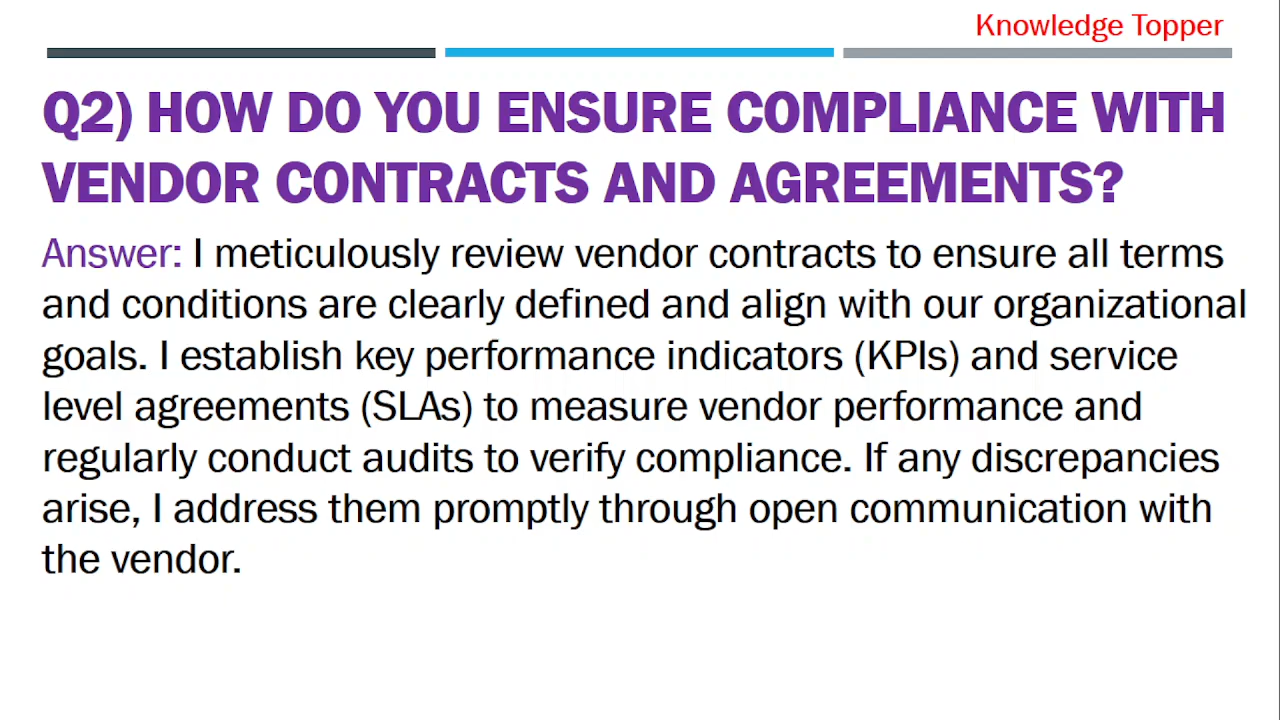 Knowledge Topper
Q2) HOW DO YOU ENSURE COMPLIANCE WITH
VENDOR CONTRACTS AND AGREEMENTS?
Answer: I meticulously review vendor contracts to ensure all terms
and conditions are clearly defined and align with our organizational
goals. I establish key performance indicators (KPIs) and service
level agreements (SLAs) to measure vendor performance and
regularly conduct audits to verify compliance. If any discrepancies
arise, I address them promptly through open communication with
the vendor.